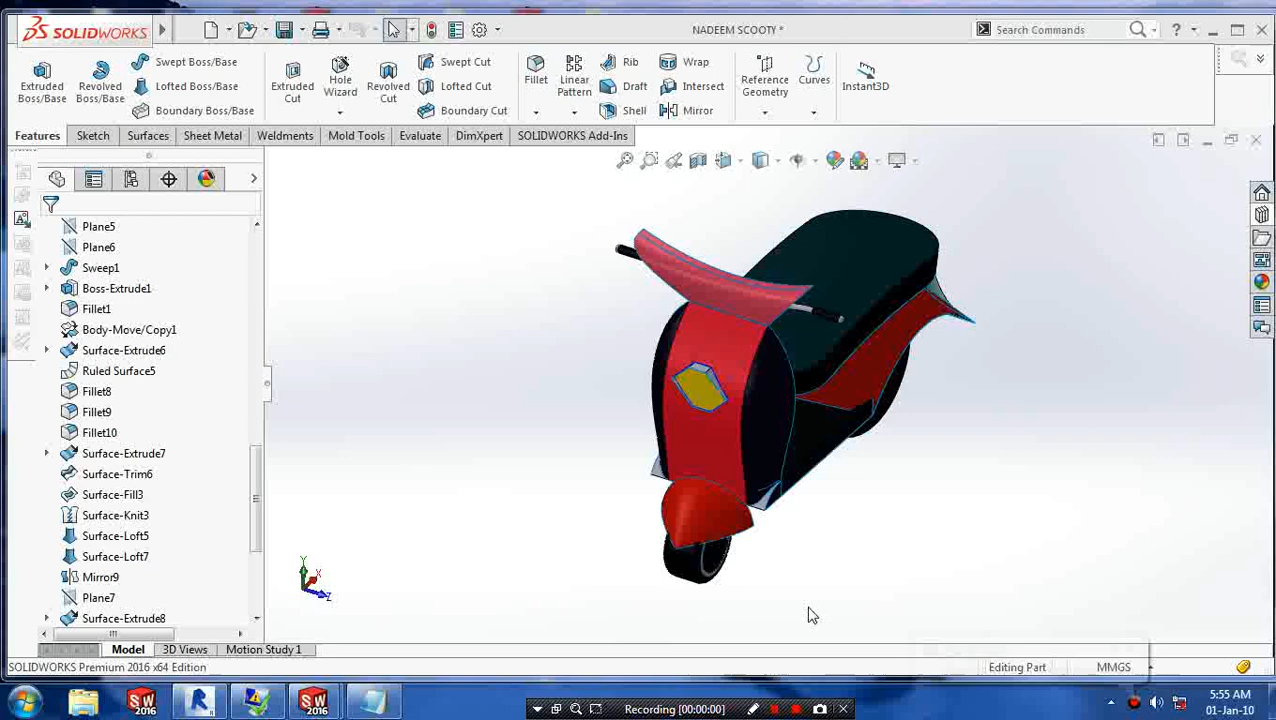 SOLIDWORKS
NADEEM SCOOTY *
Search Commands
?
Extruded Boss/Base
Revolved Boss/Base
Swept Boss/Base
Lofted Boss/Base
Boundary Boss/Base
Extruded Cut
Hole Wizard
Revolved Cut
Swept Cut
Lofted Cut
Boundary Cut
Fillet
Linear Pattern
Rib
Draft
Shell
Wrap
Intersect
Mirror
Reference Geometry
Curves
Instant3D
Features
Sketch
Surfaces
Sheet Metal
Weldments
Mold Tools
Evaluate
DimXpert
SOLIDWORKS Add-Ins
Plane5
Plane6
Sweep1
Boss-Extrude1
Fillet1
Body-Move/Copy1
Surface-Extrude6
Ruled Surface5
Fillet8
Fillet9
Fillet10
Surface-Extrude7
Surface-Trim6
Surface-Fill3
Surface-Knit3
Surface-Loft5
Surface-Loft7
Mirror9
Plane7
Surface-Extrude8
Y
X
Z
Model
3D Views
Motion Study 1
SOLIDWORKS Premium 2016 x64 Edition
Editing Part
MMGS
SW 2016
R
SW 2016
Recording [00:00:00]
5:55 AM
01-Jan-10